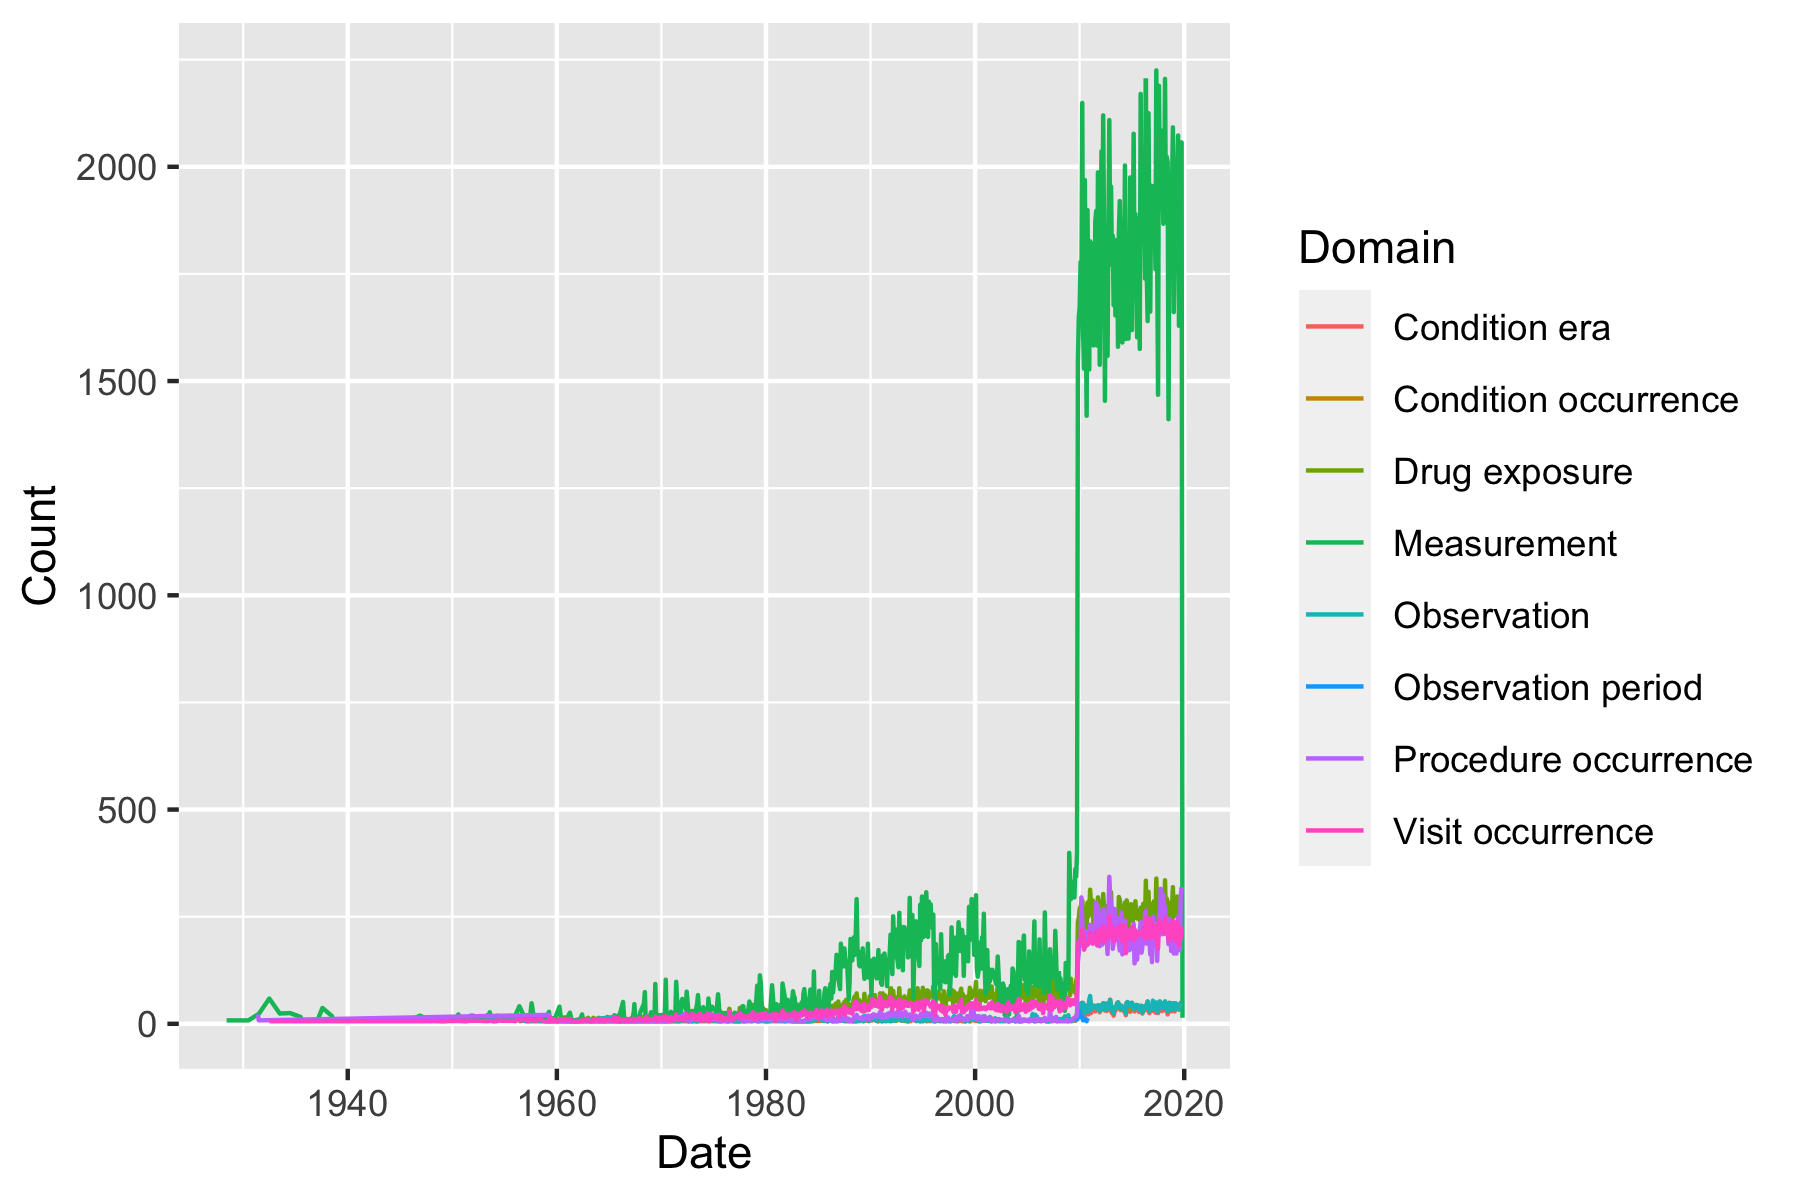 2000
1500
1000
500
0
Count
1940 1960 1980 2000 2020
Date
Domain
Condition era
Condition occurrence
Drug exposure
Measurement
Observation
Observation period
Procedure occurrence
Visit occurrence